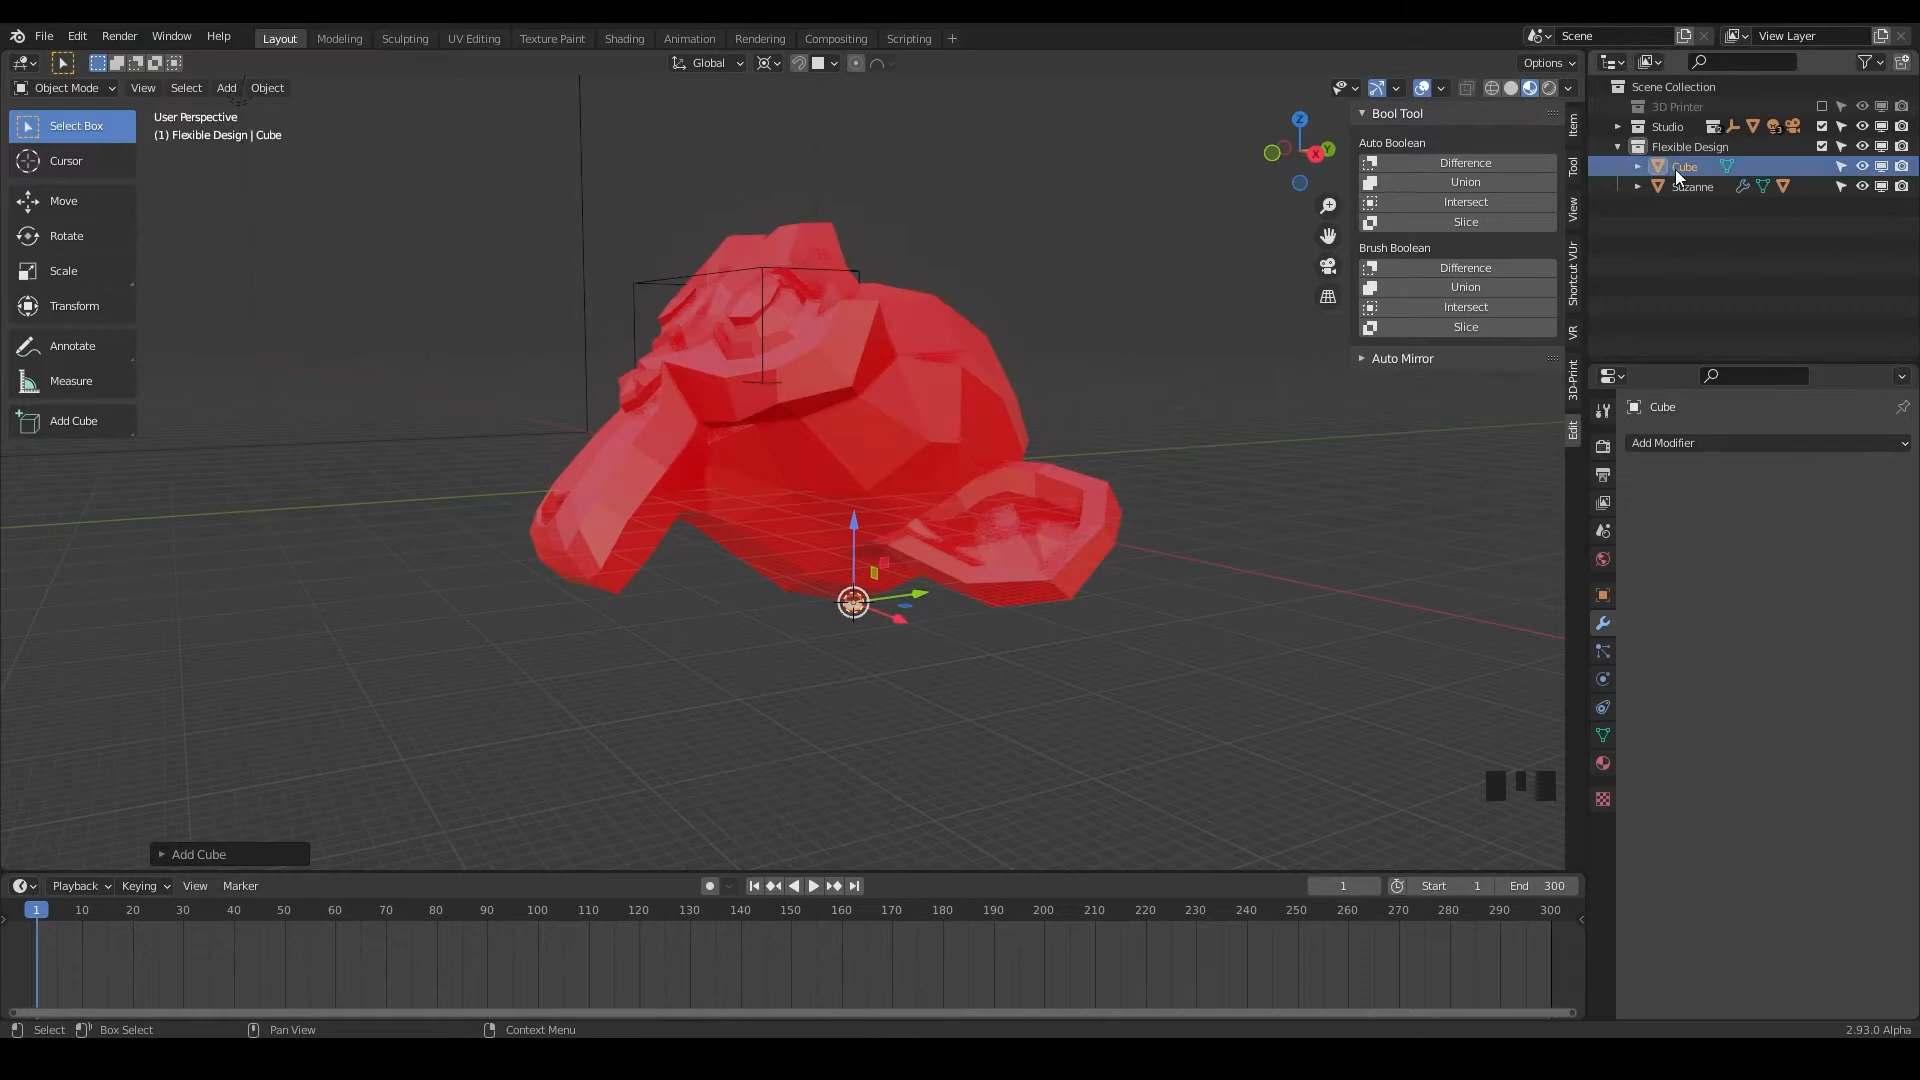 File Edit Render Window Help
Layout Modeling Sculpting UV Editing Texture Paint Shading Animation Rendering Compositing Scripting +
Scene
View Layer
Global
Options
Object Mode View Select Add Object
User Perspective
(1) Flexible Design | Cube
Select Box
Cursor
Move
Rotate
Scale
Transform
Annotate
Measure
Add Cube
Z
Y
X
Bool Tool
Auto Boolean
Difference
Union
Intersect
Slice
Brush Boolean
Difference
Union
Intersect
Slice
Auto Mirror
Item
Tool
View
Shortcut VUr
VR
3D-Print
Edit
Scene Collection
3D Printer
Studio 2 3
Flexible Design
Cube
Suzanne
Cube
Add Modifier
Add Cube
Playback Keying View Marker
1 Start 1 End 300
1 10 20 30 40 50 60 70 80 90 100 110 120 130 140 150 160 170 180 190 200 210 220 230 240 250 260 270 280 290 300
Select Box Select Pan View Context Menu
2.93.0 Alpha